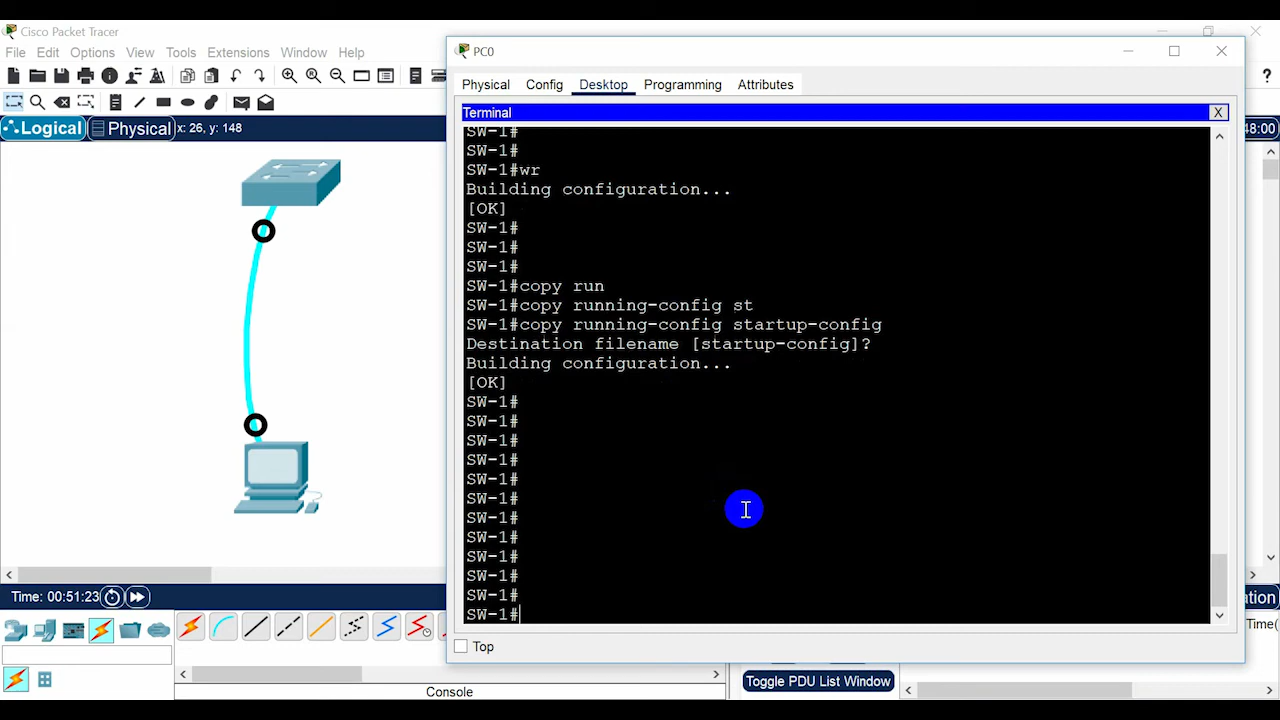 Cisco Packet Tracer
File Edit Options View Tools Extensions Window Help
Logical Physical x: 26, y: 148
48:00
PC0
Physical Config Desktop Programming Attributes
Terminal X
SW-1#
SW-1#
SW-1#wr
Building configuration...
[OK]
SW-1#
SW-1#
SW-1#
SW-1#copy run
SW-1#copy running-config st
SW-1#copy running-config startup-config
Destination filename [startup-config]?
Building configuration...
[OK]
SW-1#
SW-1#
SW-1#
SW-1#
SW-1#
SW-1#
SW-1#
SW-1#
SW-1#
SW-1#
SW-1#
SW-1#
Top
Time: 00:51:23
ation
Time(
Toggle PDU List Window
Console